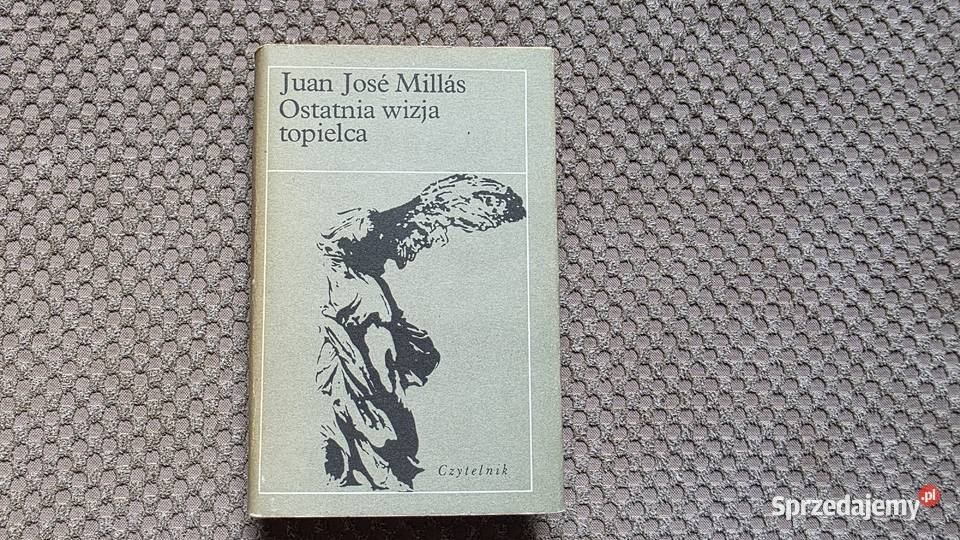 Juan José Millás
Ostatnia wizja
topielca
Czytelnik
Sprzedajemy.pl